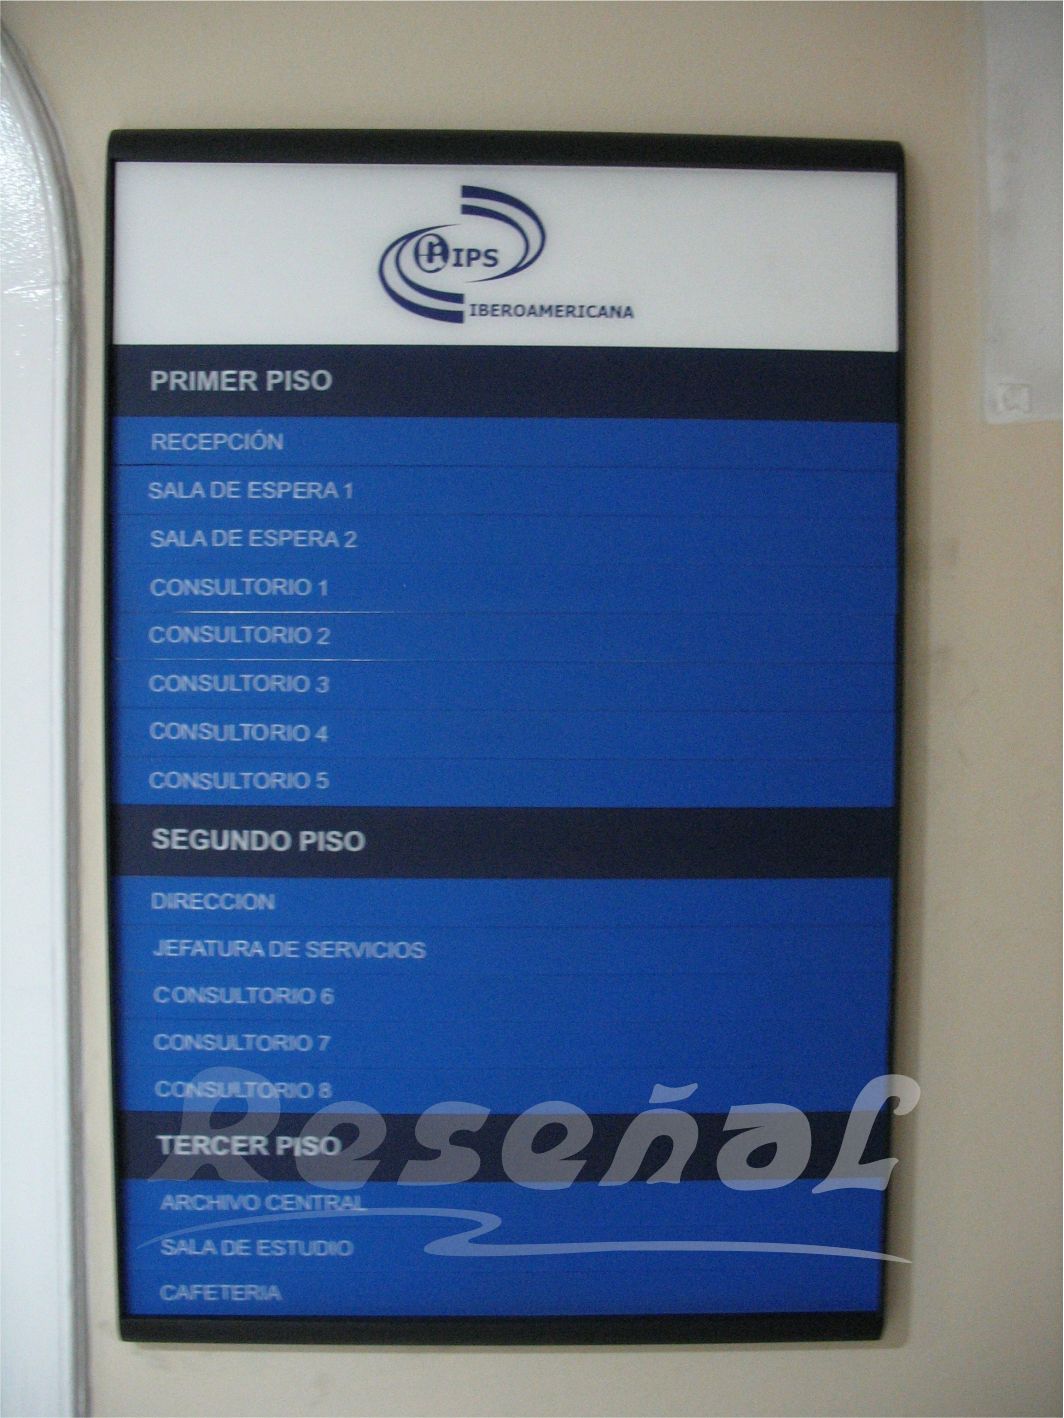 IPS
IBEROAMERICANA
PRIMER PISO
RECEPCIÓN
SALA DE ESPERA 1
SALA DE ESPERA 2
CONSULTORIO 1
CONSULTORIO 2
CONSULTORIO 3
CONSULTORIO 4
CONSULTORIO 5
SEGUNDO PISO
DIRECCION
JEFATURA DE SERVICIOS
CONSULTORIO 6
CONSULTORIO 7
CONSULTORIO 8
Reseñal
TERCER PISO
ARCHIVO CENTRAL
SALA DE ESTUDIO
CAFETERIA